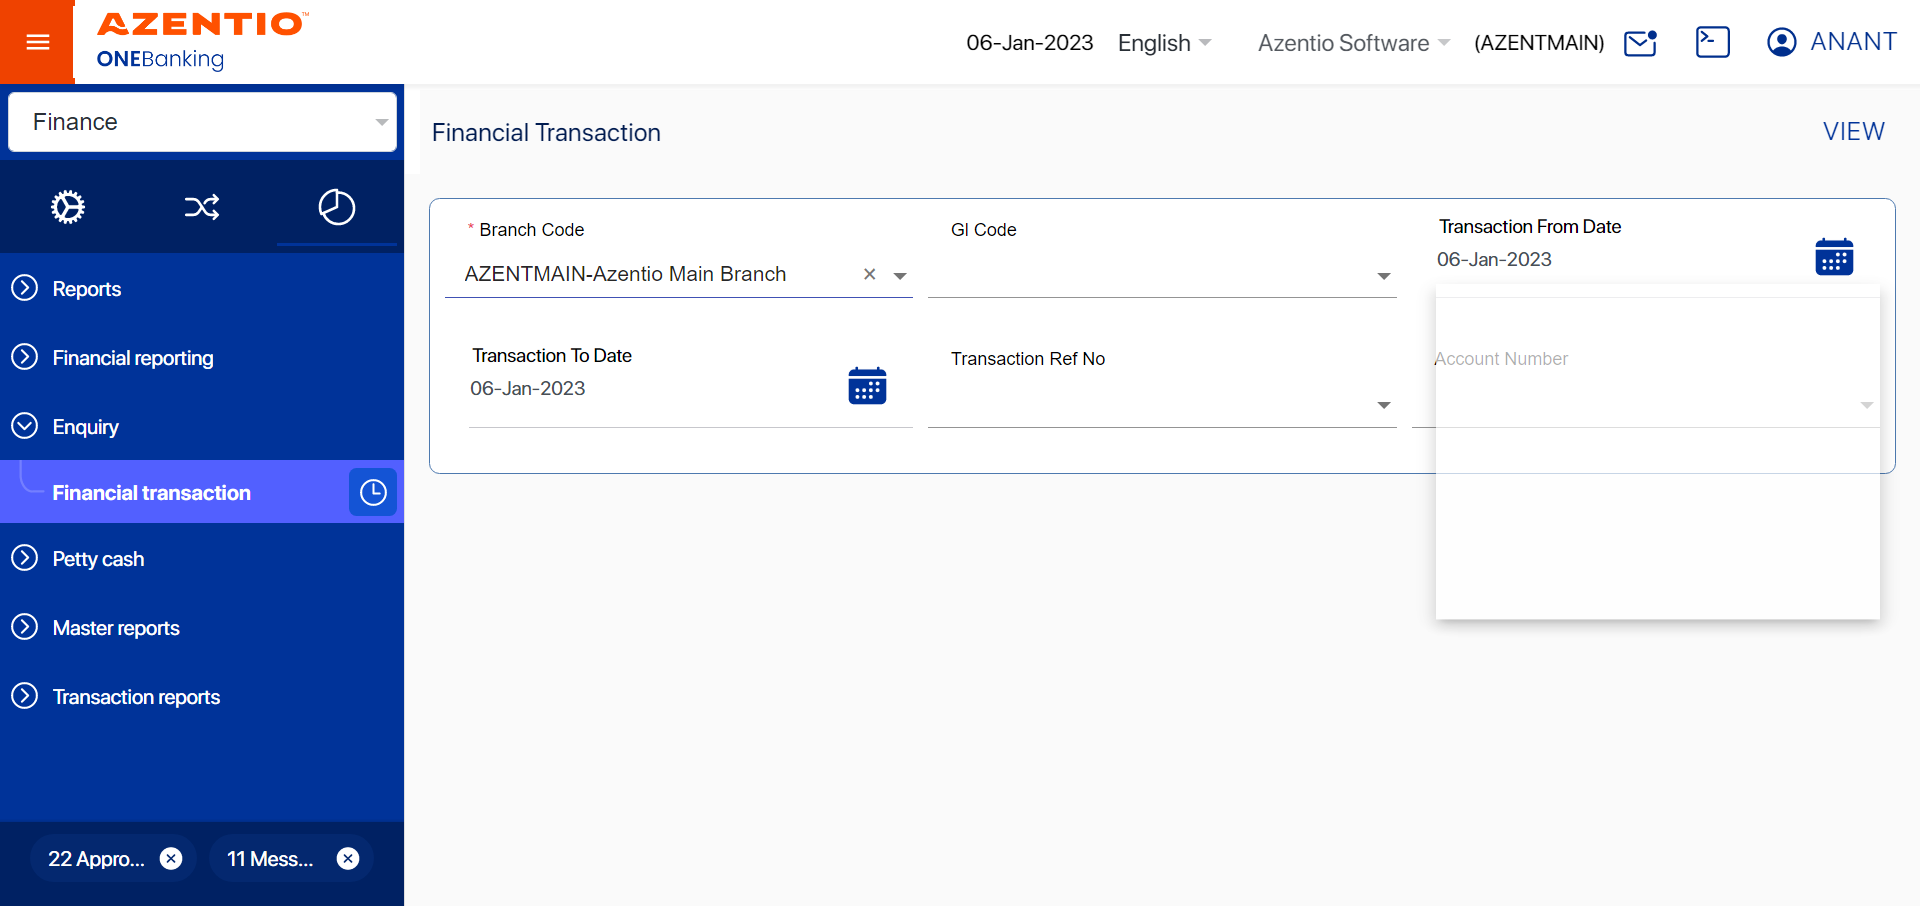 AZENTIO™
ONEBanking
06-Jan-2023 English Azentio Software (AZENTMAIN) ANANT
Finance
Reports
Financial reporting
Enquiry
Financial transaction
Petty cash
Master reports
Transaction reports
22 Appro...
11 Mess...
Financial Transaction
VIEW
* Branch Code
AZENTMAIN-Azentio Main Branch
Gl Code
Transaction From Date
06-Jan-2023
Transaction To Date
06-Jan-2023
Transaction Ref No
Account Number